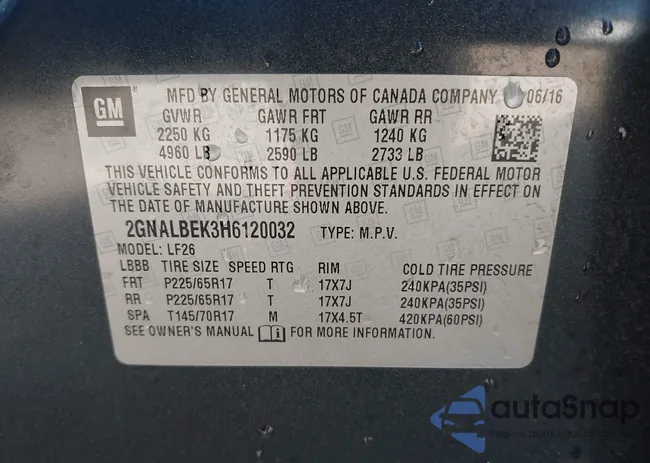 GM
MFD BY GENERAL MOTORS OF CANADA COMPANY 06/16
GVWR GAWR FRT GAWR RR
2250 KG 1175 KG 1240 KG
4960 LB 2590 LB 2733 LB
THIS VEHICLE CONFORMS TO ALL APPLICABLE U.S. FEDERAL MOTOR
VEHICLE SAFETY AND THEFT PREVENTION STANDARDS IN EFFECT ON
THE DATE OF MANUFACTURE SHOWN ABOVE.
2GNALBEK3H6120032 TYPE: M.P.V.
MODEL: LF26
LBBB TIRE SIZE SPEED RTG RIM COLD TIRE PRESSURE
FRT P225/65R17 T 17X7J 240KPA(35PSI)
RR P225/65R17 T 17X7J 240KPA(35PSI)
SPA T145/70R17 M 17X4.5T 420KPA(60PSI)
SEE OWNER'S MANUAL FOR MORE INFORMATION.
autoSnap